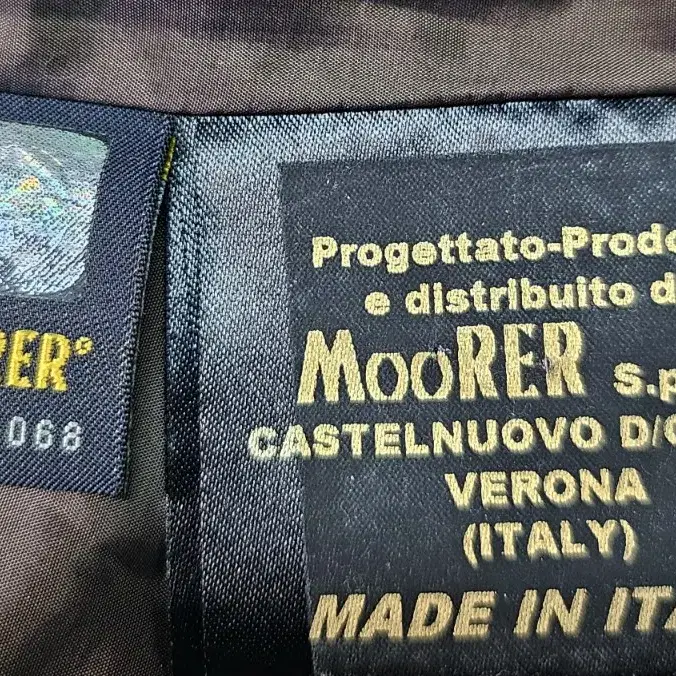 ER®
068
Progettato-Prod
e distribuito d
MOORER S.p
CASTELNUOVO D/
VERONA
(ITALY)
MADE IN ITA